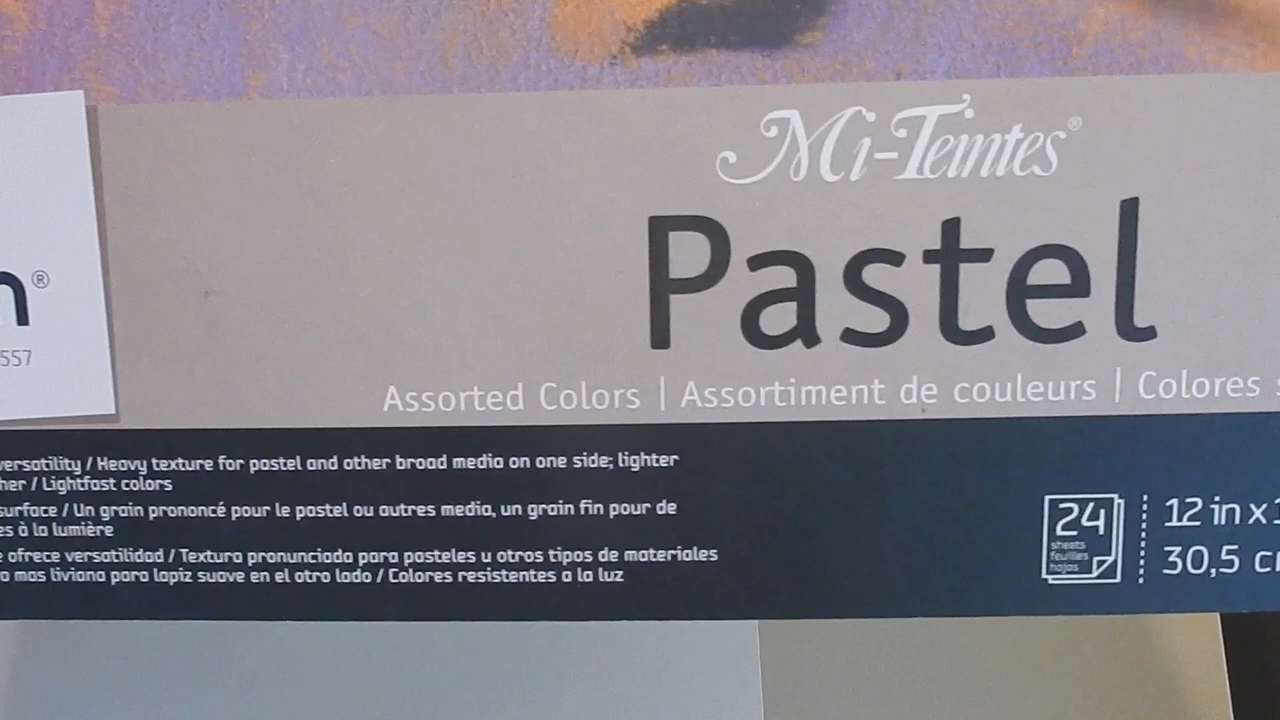 Mi-Teintes®
Pastel
Assorted Colors | Assortiment de couleurs | Colores
n®
557
versatility / Heavy texture for pastel and other broad media on one side; lighter
her / Lightfast colors
surface / Un grain prononcé pour le pastel ou autres media, un grain fin pour de
es à la lumière
e ofrece versatilidad / Textura pronunciada para pasteles u otros tipos de materiales
o mas liviana para lapiz suave en el otro lado / Colores resistentes a la luz
24
sheets
feuilles
hojas
12 in x 1
30,5 c